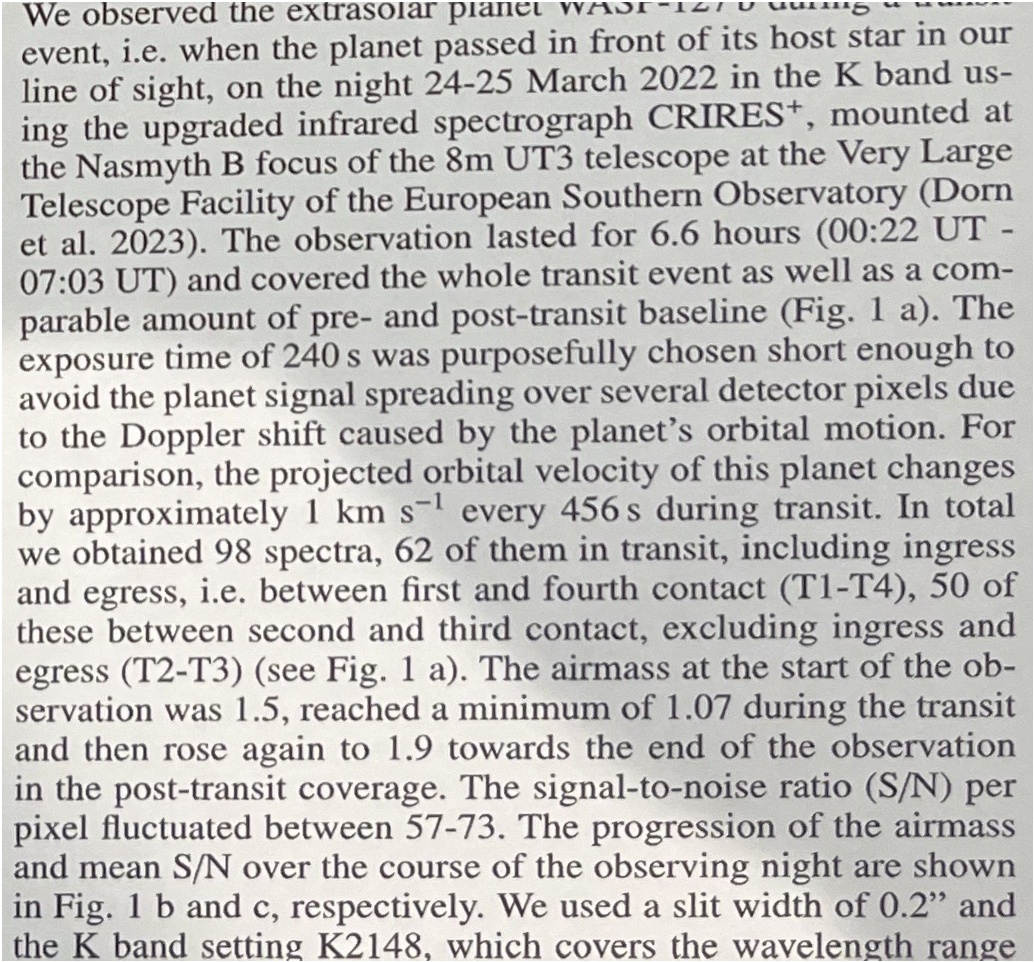 We observed the extrasolar planet WASP-127 b during a transit
event, i.e. when the planet passed in front of its host star in our
line of sight, on the night 24-25 March 2022 in the K band us-
ing the upgraded infrared spectrograph CRIRES⁺, mounted at
the Nasmyth B focus of the 8m UT3 telescope at the Very Large
Telescope Facility of the European Southern Observatory (Dorn
et al. 2023). The observation lasted for 6.6 hours (00:22 UT -
07:03 UT) and covered the whole transit event as well as a com-
parable amount of pre- and post-transit baseline (Fig. 1 a). The
exposure time of 240 s was purposefully chosen short enough to
avoid the planet signal spreading over several detector pixels due
to the Doppler shift caused by the planet's orbital motion. For
comparison, the projected orbital velocity of this planet changes
by approximately 1 km s⁻¹ every 456 s during transit. In total
we obtained 98 spectra, 62 of them in transit, including ingress
and egress, i.e. between first and fourth contact (T1-T4), 50 of
these between second and third contact, excluding ingress and
egress (T2-T3) (see Fig. 1 a). The airmass at the start of the ob-
servation was 1.5, reached a minimum of 1.07 during the transit
and then rose again to 1.9 towards the end of the observation
in the post-transit coverage. The signal-to-noise ratio (S/N) per
pixel fluctuated between 57-73. The progression of the airmass
and mean S/N over the course of the observing night are shown
in Fig. 1 b and c, respectively. We used a slit width of 0.2” and
the K band setting K2148, which covers the wavelength range